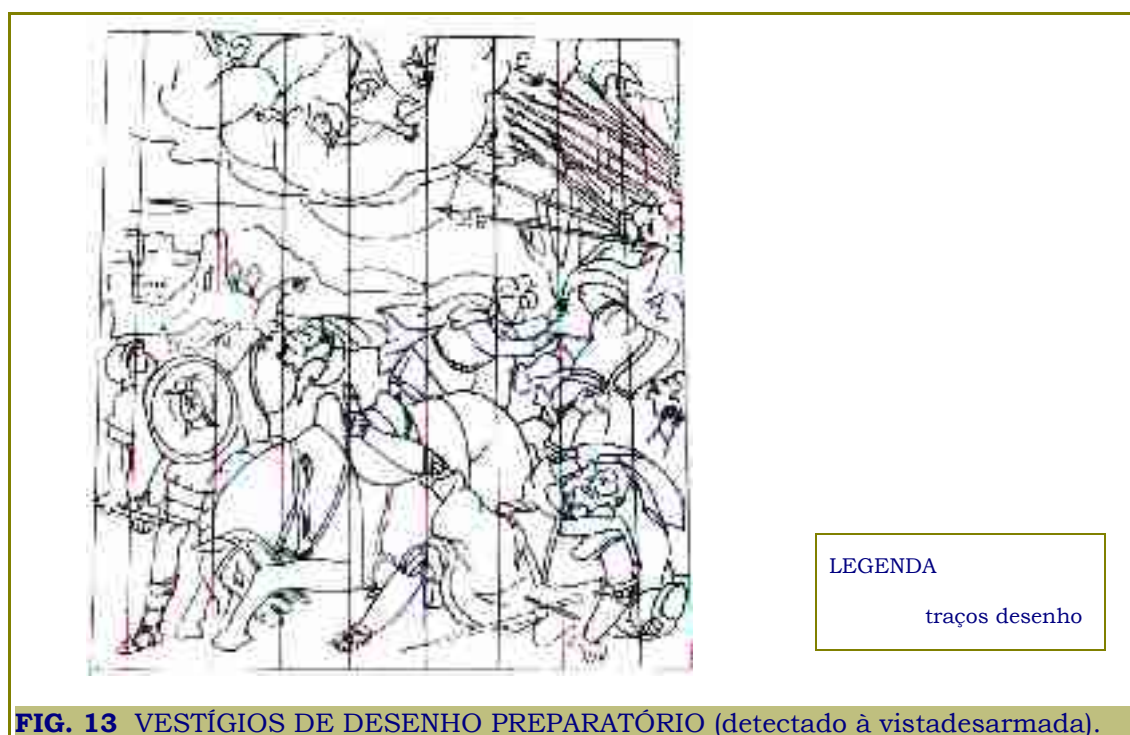 LEGENDA
traços desenho
FIG. 13 VESTÍGIOS DE DESENHO PREPARATÓRIO (detectado à vistadesarmada).